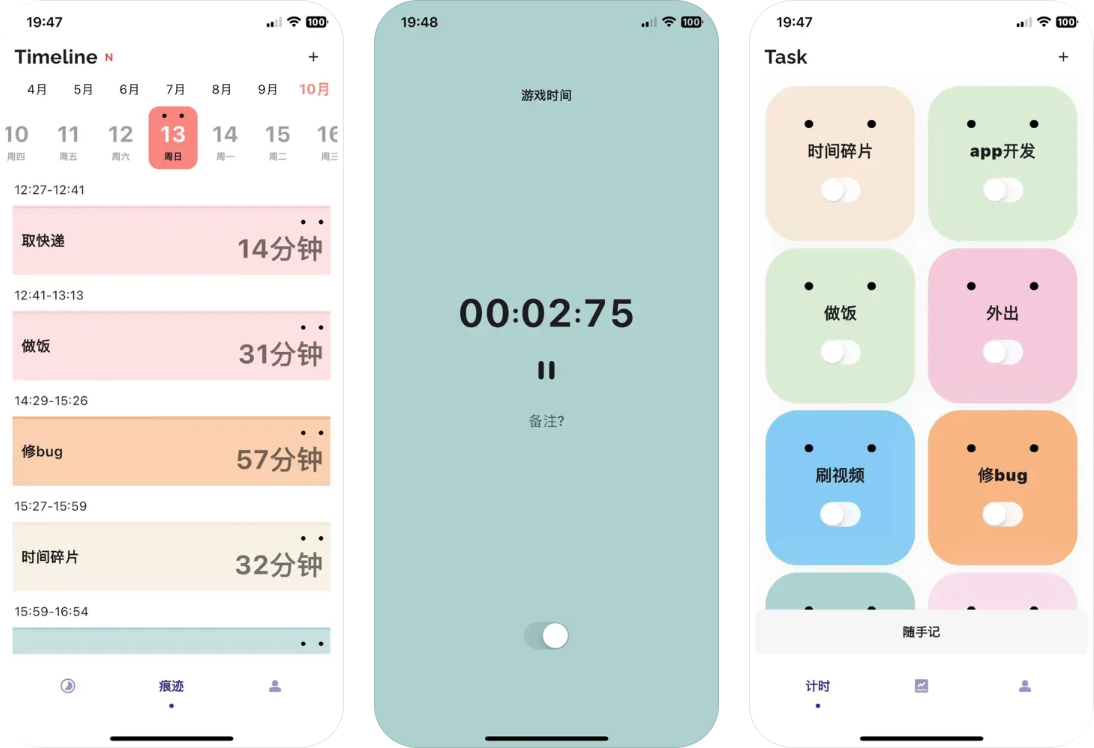 19:47
100
Timeline N
+
4月 5月 6月 7月 8月 9月 10月
10 11 12 13 14 15 16
周四 周五 周六 周日 周一 周二 周三
12:27-12:41
取快递
14分钟
12:41-13:13
做饭
31分钟
14:29-15:26
修bug
57分钟
15:27-15:59
时间碎片
32分钟
15:59-16:54
痕迹
19:48
100
游戏时间
00:02:75
备注?
19:47
100
Task
+
时间碎片 app开发
做饭 外出
刷视频 修bug
随手记
计时